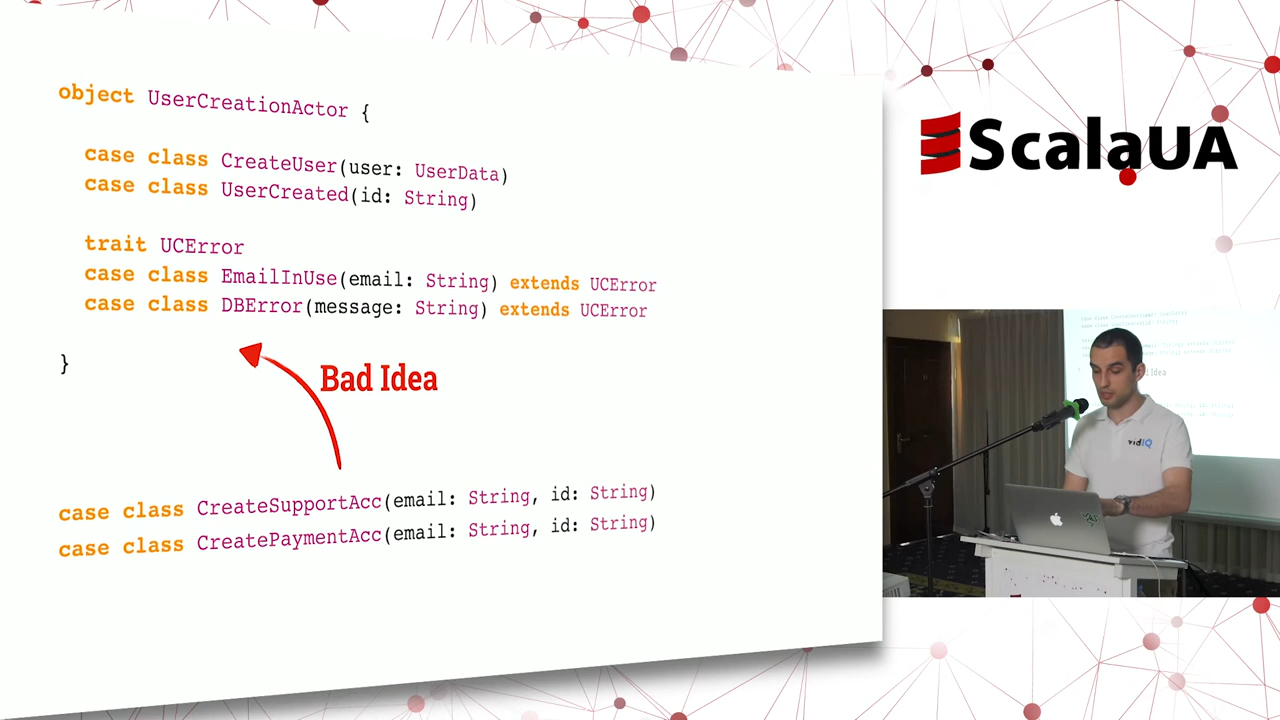 object UserCreationActor {
case class CreateUser(user: UserData)
case class UserCreated(id: String)
trait UCError
case class EmailInUse(email: String) extends UCError
case class DBError(message: String) extends UCError
}
Bad Idea
case class CreateSupportAcc(email: String, id: String)
case class CreatePaymentAcc(email: String, id: String)
ScalaUA
vidIQ